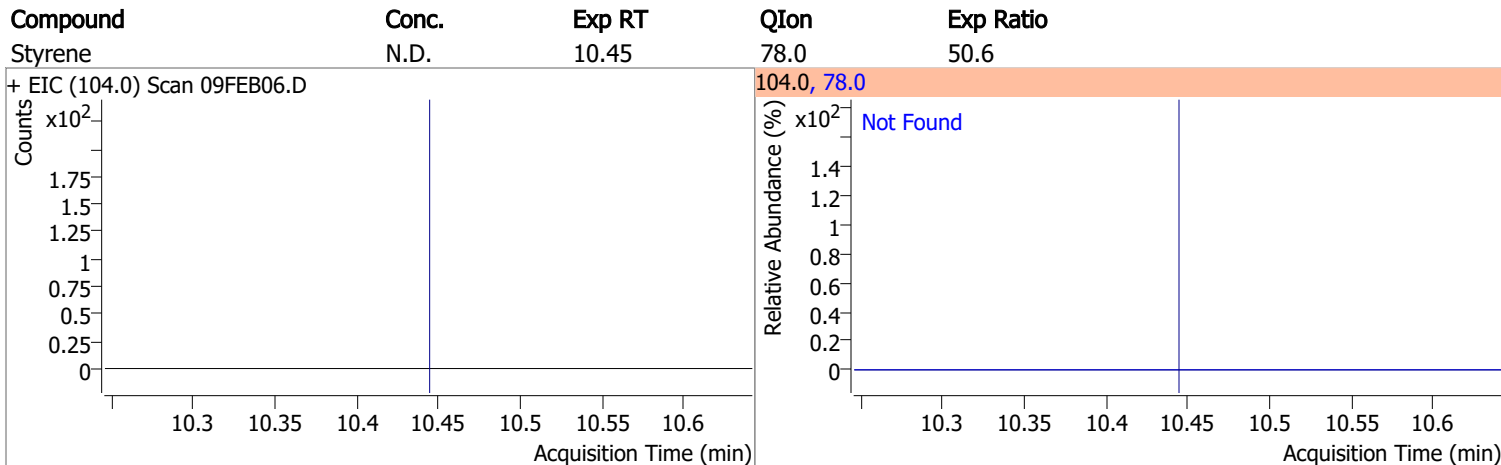 Compound Conc. Exp RT QIon Exp Ratio
Styrene N.D. 10.45 78.0 50.6
+ EIC (104.0) Scan 09FEB06.D
Counts
x10²
1.75
1.5
1.25
1
0.75
0.5
0.25
0
10.3 10.35 10.4 10.45 10.5 10.55 10.6
Acquisition Time (min)
104.0, 78.0
Relative Abundance (%)
x10²
Not Found
1.4
1.2
1
0.8
0.6
0.4
0.2
0
10.3 10.35 10.4 10.45 10.5 10.55 10.6
Acquisition Time (min)